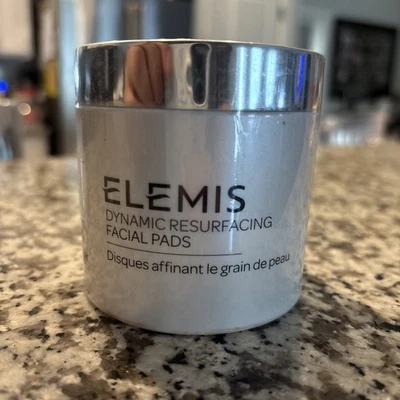 ELEMIS
DYNAMIC RESURFACING
FACIAL PADS
Disques affinant le grain de peau